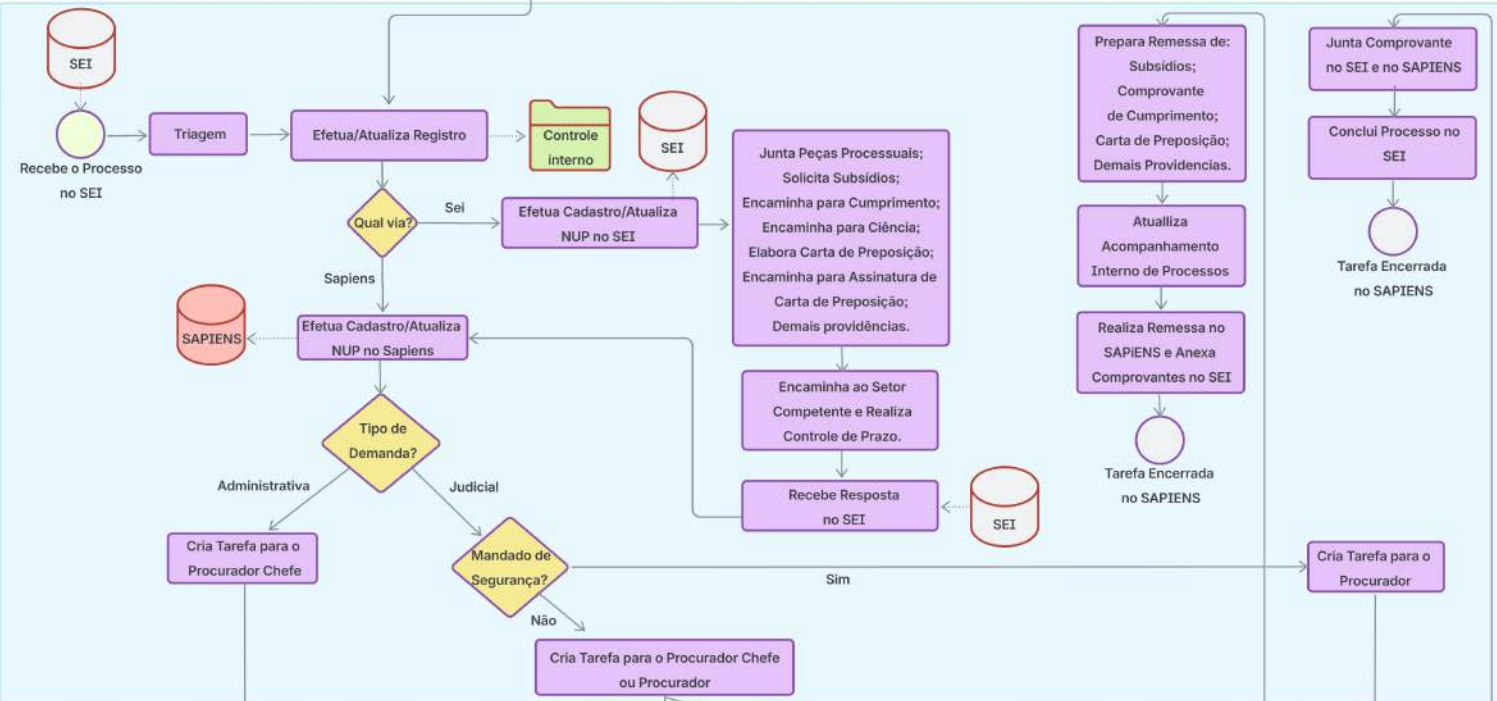 SEI
Recebe o Processo
no SEI
Triagem
Efetua/Atualiza Registro
Controle
interno
Qual via?
Sei
Sapiens
Efetua Cadastro/Atualiza
NUP no SEI
SEI
Junta Peças Processuais;
Solicita Subsídios;
Encaminha para Cumprimento;
Encaminha para Ciência;
Elabora Carta de Preposição;
Encaminha para Assinatura de
Carta de Preposição;
Demais providências.
Encaminha ao Setor
Competente e Realiza
Controle de Prazo.
Recebe Resposta
no SEI
SEI
SAPIENS
Efetua Cadastro/Atualiza
NUP no Sapiens
Tipo de
Demanda?
Administrativa
Judicial
Cria Tarefa para o
Procurador Chefe
Mandado de
Segurança?
Sim
Não
Cria Tarefa para o Procurador Chefe
ou Procurador
Cria Tarefa para o
Procurador
Prepara Remessa de:
Subsídios;
Comprovante
de Cumprimento;
Carta de Preposição;
Demais Providencias.
Atualliza
Acompanhamento
Interno de Processos
Realiza Remessa no
SAPiENS e Anexa
Comprovantes no SEI
Tarefa Encerrada
no SAPIENS
Junta Comprovante
no SEI e no SAPIENS
Conclui Processo no
SEI
Tarefa Encerrada
no SAPIENS